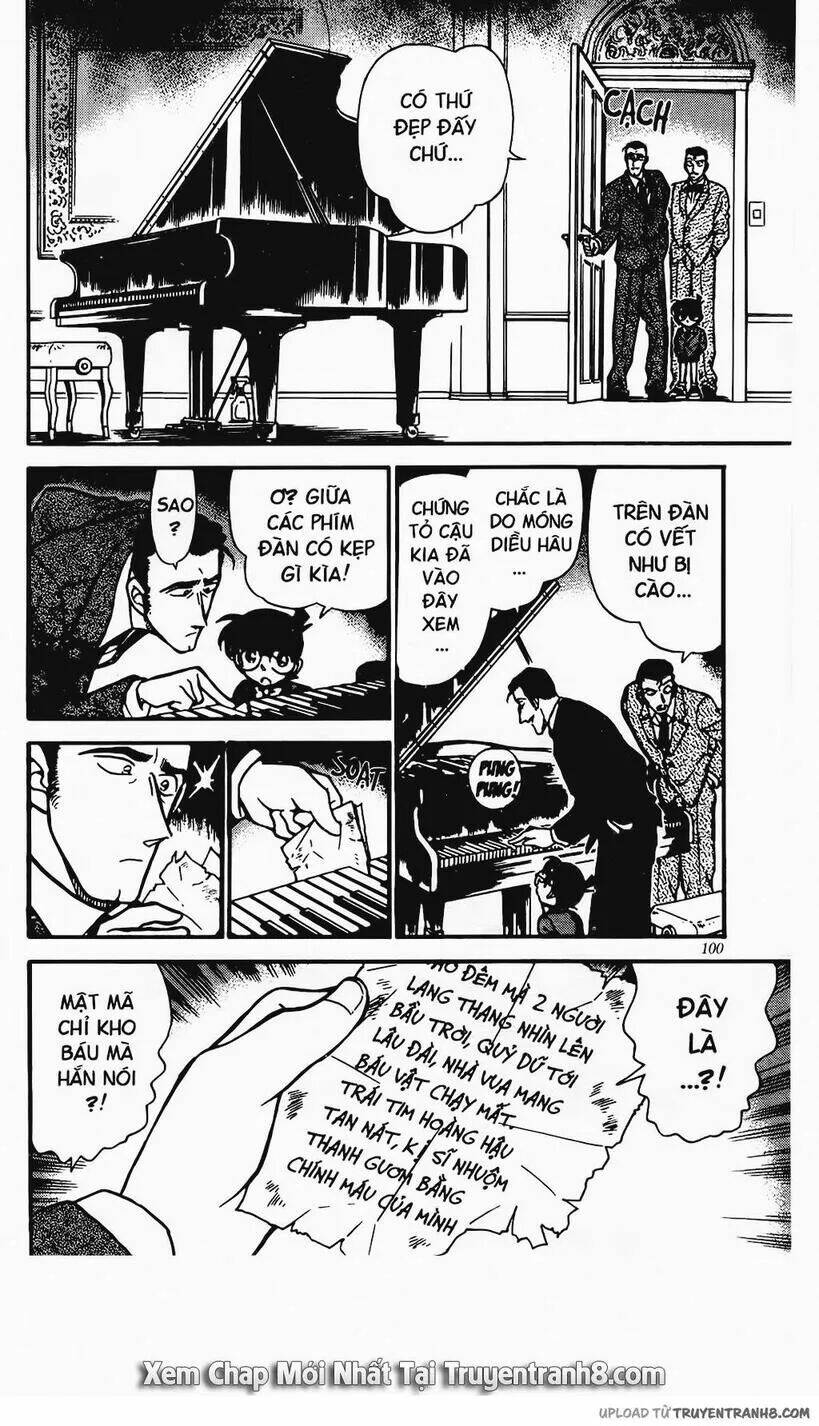 CÓ THỨ
ĐẸP ĐẤY
CHỨ...
CẠCH
TRÊN ĐÀN
CÓ VẾT
NHƯ BỊ
CÀO...
CHẮC LÀ
DO MÓNG
DIỀU HÂU
...
CHỨNG
TỎ CẬU
KIA ĐÃ
VÀO
ĐÂY
XEM
...
PƯNG
PƯNG!
Ơ? GIỮA
CÁC PHÍM
ĐÀN CÓ KẸP
GÌ KÌA!
SAO
?
SOẠT
100
ĐÂY
LÀ
...?!
ĐÊM MÀ 2 NGƯỜI
LANG THANG NHÌN LÊN
BẦU TRỜI, QUỶ DỮ TỚI
LÂU ĐÀI, NHÀ VUA MANG
BÁU VẬT CHẠY MẤT.
TRÁI TIM HOÀNG HẬU
TAN NÁT, KỊ SĨ NHUỘM
THANH GƯƠM BẰNG
CHÍNH MÁU CỦA MÌNH
MẬT MÃ
CHỈ KHO
BÁU MÀ
HẮN NÓI
?!
Xem Chap Mới Nhất Tại Truyentranh8.com
UPLOAD TỪ TRUYENTRANH8.COM